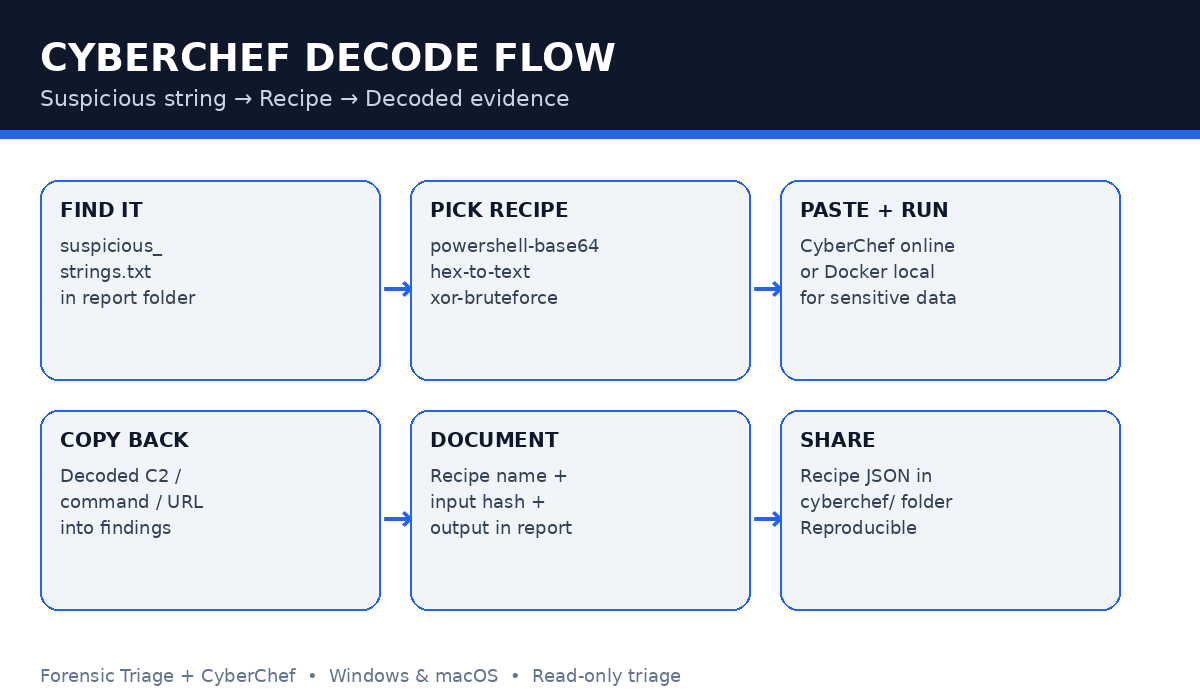 CYBERCHEF DECODE FLOW
Suspicious string → Recipe → Decoded evidence
FIND IT
suspicious_
strings.txt
in report folder
→
PICK RECIPE
powershell-base64
hex-to-text
xor-bruteforce
→
PASTE + RUN
CyberChef online
or Docker local
for sensitive data
COPY BACK
Decoded C2 /
command / URL
into findings
→
DOCUMENT
Recipe name +
input hash +
output in report
→
SHARE
Recipe JSON in
cyberchef/ folder
Reproducible
Forensic Triage + CyberChef • Windows & macOS • Read-only triage